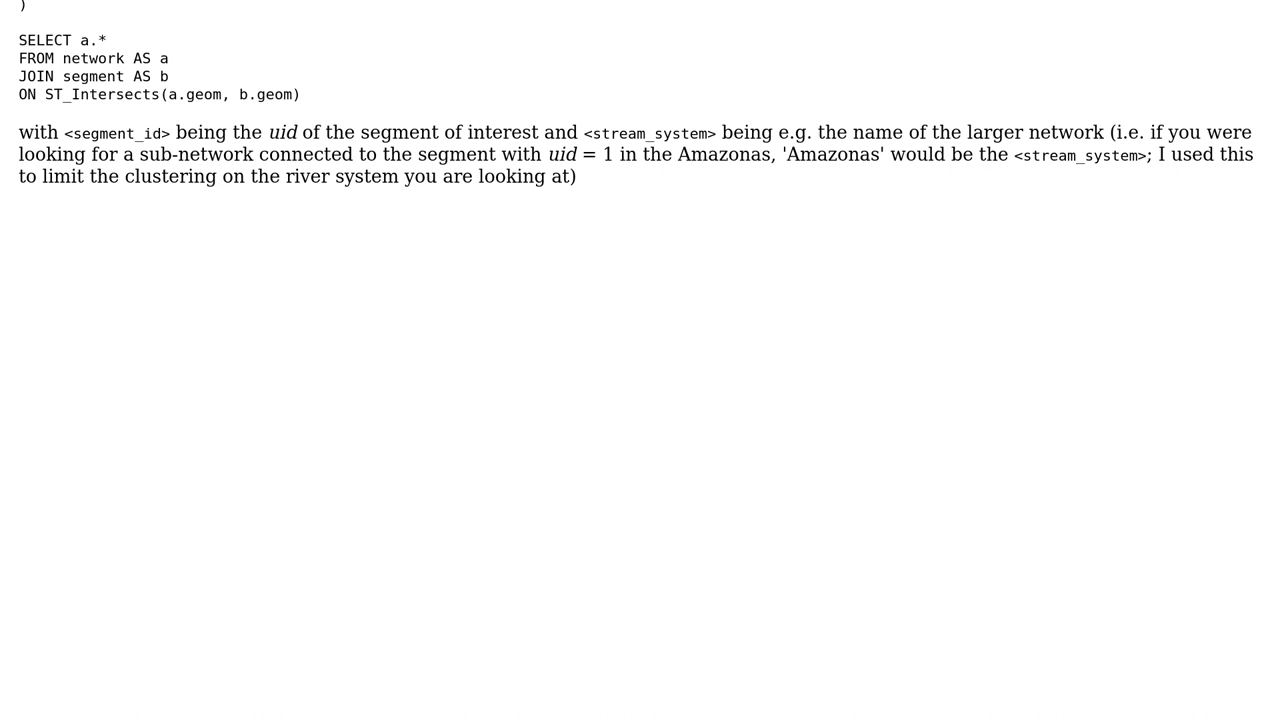 )
SELECT a.*
FROM network AS a
JOIN segment AS b
ON ST_Intersects(a.geom, b.geom)
with <segment_id> being the uid of the segment of interest and <stream_system> being e.g. the name of the larger network (i.e. if you were
looking for a sub-network connected to the segment with uid = 1 in the Amazonas, 'Amazonas' would be the <stream_system>; I used this
to limit the clustering on the river system you are looking at)